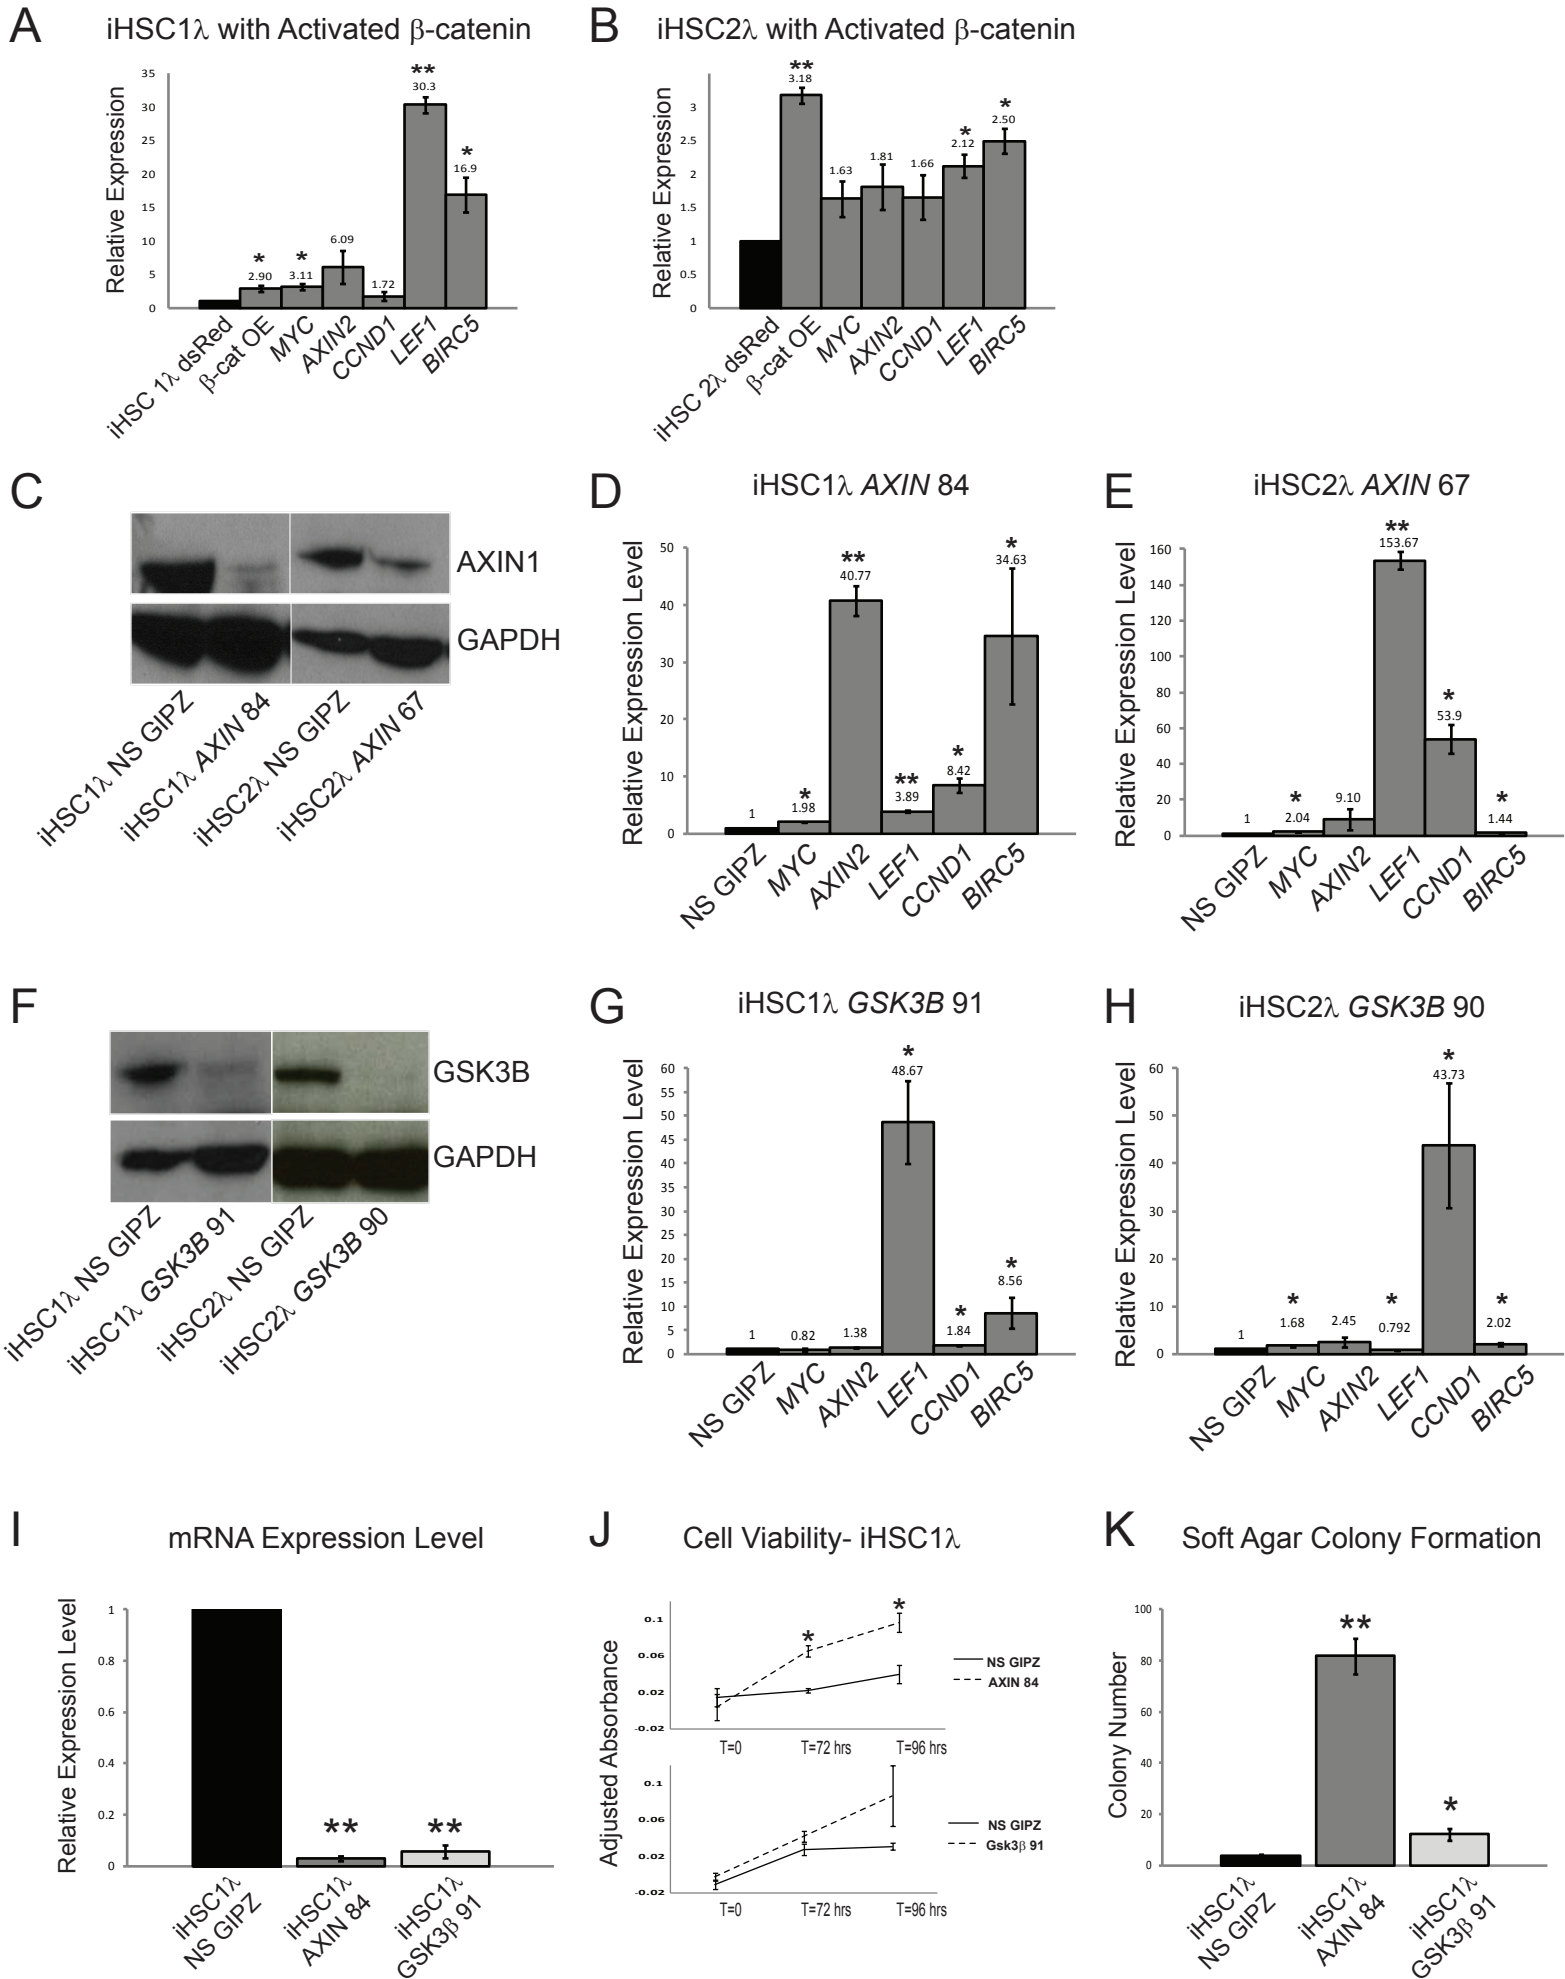 A iHSC1λ with Activated β-catenin
Relative Expression
35
30
25
20
15
10
5
0
*
2.90
*
3.11
6.09
1.72
**
30.3
*
16.9
iHSC 1λ dsRed
β-cat OE
MYC
AXIN2
CCND1
LEF1
BIRC5
B iHSC2λ with Activated β-catenin
Relative Expression
3
2.5
2
1.5
1
0.5
0
**
3.18
1.63
1.81
1.66
*
2.12
*
2.50
iHSC 2λ dsRed
β-cat OE
MYC
AXIN2
CCND1
LEF1
BIRC5
C
AXIN1
GAPDH
iHSC1λ NS GIPZ
iHSC1λ AXIN 84
iHSC2λ NS GIPZ
iHSC2λ AXIN 67
D iHSC1λ AXIN 84
Relative Expression Level
50
40
30
20
10
0
1
*
1.98
**
40.77
**
3.89
*
8.42
*
34.63
NS GIPZ
MYC
AXIN2
LEF1
CCND1
BIRC5
E iHSC2λ AXIN 67
Relative Expression Level
160
140
120
100
80
60
40
20
0
1
*
2.04
9.10
**
153.67
*
53.9
*
1.44
NS GIPZ
MYC
AXIN2
LEF1
CCND1
BIRC5
F
GSK3B
GAPDH
iHSC1λ NS GIPZ
iHSC1λ GSK3B 91
iHSC2λ NS GIPZ
iHSC2λ GSK3B 90
G iHSC1λ GSK3B 91
Relative Expression Level
60
55
50
45
40
35
30
25
20
15
10
5
0
1
0.82
1.38
*
48.67
*
1.84
*
8.56
NS GIPZ
MYC
AXIN2
LEF1
CCND1
BIRC5
H iHSC2λ GSK3B 90
Relative Expression Level
60
50
40
30
20
10
0
1
*
1.68
2.45
*
0.792
*
43.73
*
2.02
NS GIPZ
MYC
AXIN2
LEF1
CCND1
BIRC5
I mRNA Expression Level
Relative Expression Level
1
0.8
0.6
0.4
0.2
0
**
**
iHSC1λ
NS GIPZ
iHSC1λ
AXIN 84
iHSC1λ
GSK3β 91
J Cell Viability- iHSC1λ
Adjusted Absorbance
0.1
0.06
0.02
-0.02
*
*
NS GIPZ
AXIN 84
T=0 T=72 hrs T=96 hrs
0.1
0.06
0.02
-0.02
NS GIPZ
Gsk3β 91
T=0 T=72 hrs T=96 hrs
K Soft Agar Colony Formation
Colony Number
100
80
60
40
20
0
**
*
iHSC1λ
NS GIPZ
iHSC1λ
AXIN 84
iHSC1λ
GSK3β 91